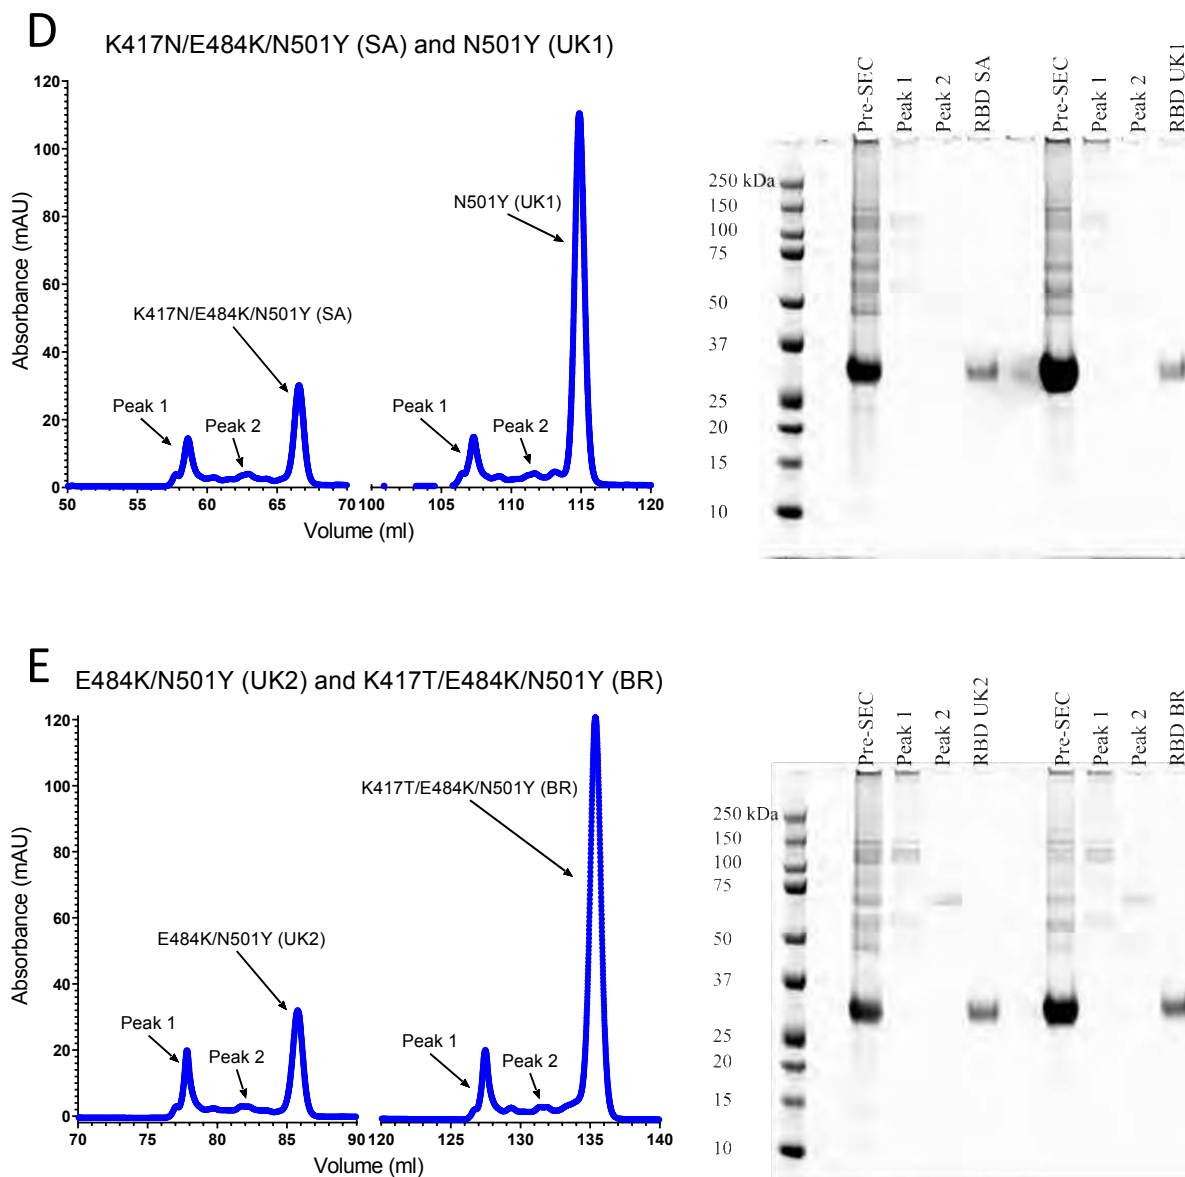 D
K417N/E484K/N501Y (SA) and N501Y (UK1)
120
100
80
60
40
20
0
Absorbance (mAU)
N501Y (UK1)
K417N/E484K/N501Y (SA)
Peak 1
Peak 2
Peak 1
Peak 2
50 55 60 65 70 100 105 110 115 120
Volume (ml)
Pre-SEC
Peak 1
Peak 2
RBD SA
Pre-SEC
Peak 1
Peak 2
RBD UK1
250 kDa
150
100
75
50
37
25
20
15
10
E
E484K/N501Y (UK2) and K417T/E484K/N501Y (BR)
120
100
80
60
40
20
0
Absorbance (mAU)
K417T/E484K/N501Y (BR)
E484K/N501Y (UK2)
Peak 1
Peak 2
Peak 1
Peak 2
70 75 80 85 90 120 125 130 135 140
Volume (ml)
Pre-SEC
Peak 1
Peak 2
RBD UK2
Pre-SEC
Peak 1
Peak 2
RBD BR
250 kDa
150
100
75
50
37
25
20
15
10